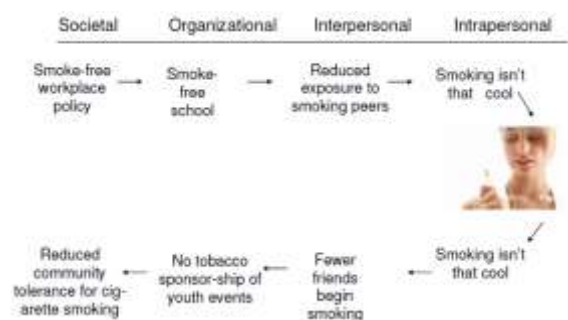 Societal Organizational Interpersonal Intrapersonal
Smoke-free
workplace
policy
Smoke-
free
school
Reduced
exposure to
smoking peers
Smoking isn't
that cool
Reduced
community
tolerance for cig-
arette smoking
No tobacco
sponsor-ship of
youth events
Fewer
friends
begin
smoking
Smoking isn't
that cool